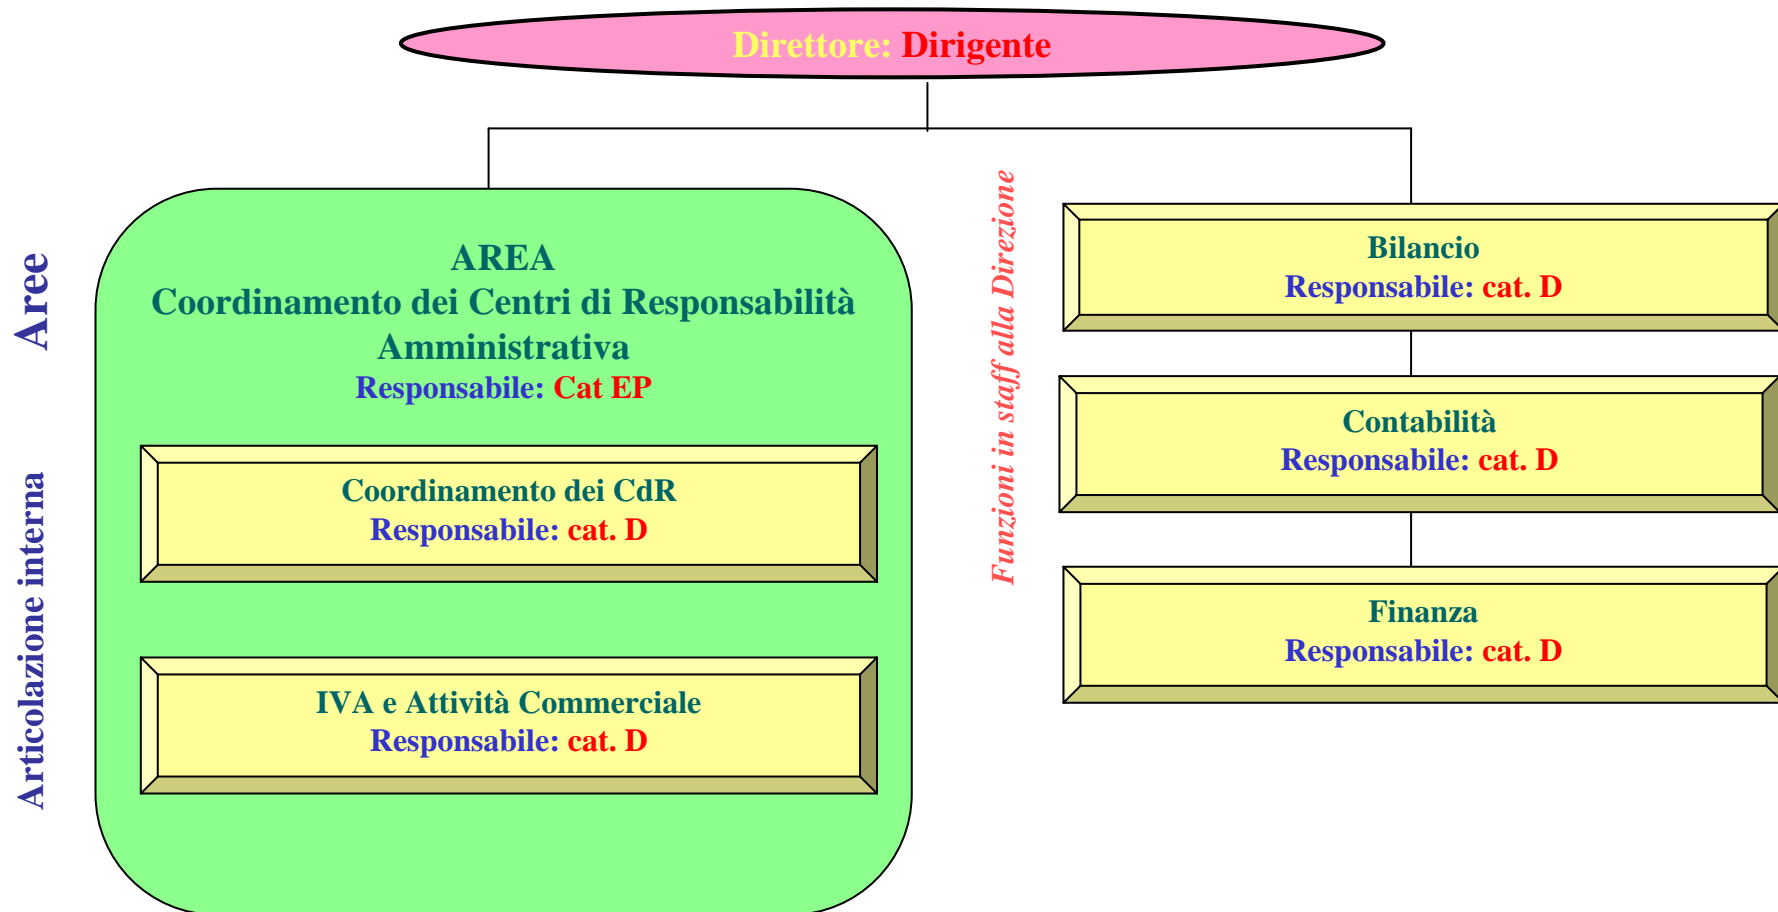 Direttore: Dirigente
Aree
Articolazione interna
AREA
Coordinamento dei Centri di Responsabilità
Amministrativa
Responsabile: Cat EP
Coordinamento dei CdR
Responsabile: cat. D
IVA e Attività Commerciale
Responsabile: cat. D
Funzioni in staff alla Direzione
Bilancio
Responsabile: cat. D
Contabilità
Responsabile: cat. D
Finanza
Responsabile: cat. D